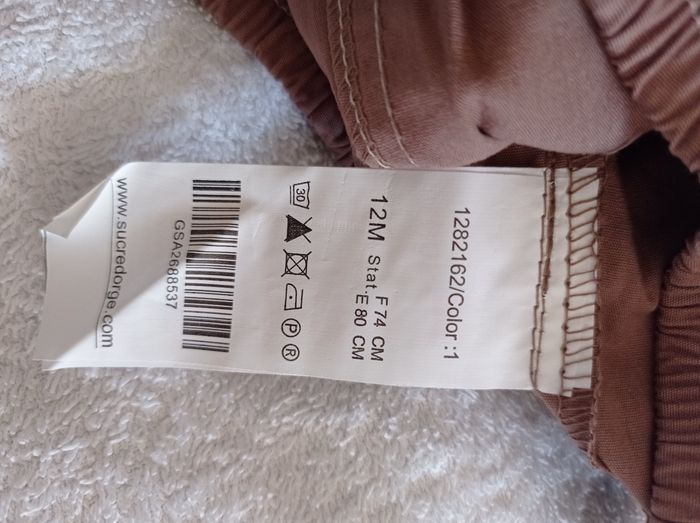 1282162/Color :1
12M Stat. F 74 CM
E 80 CM
30
P R
GSA2688537
www.sucredorge.com